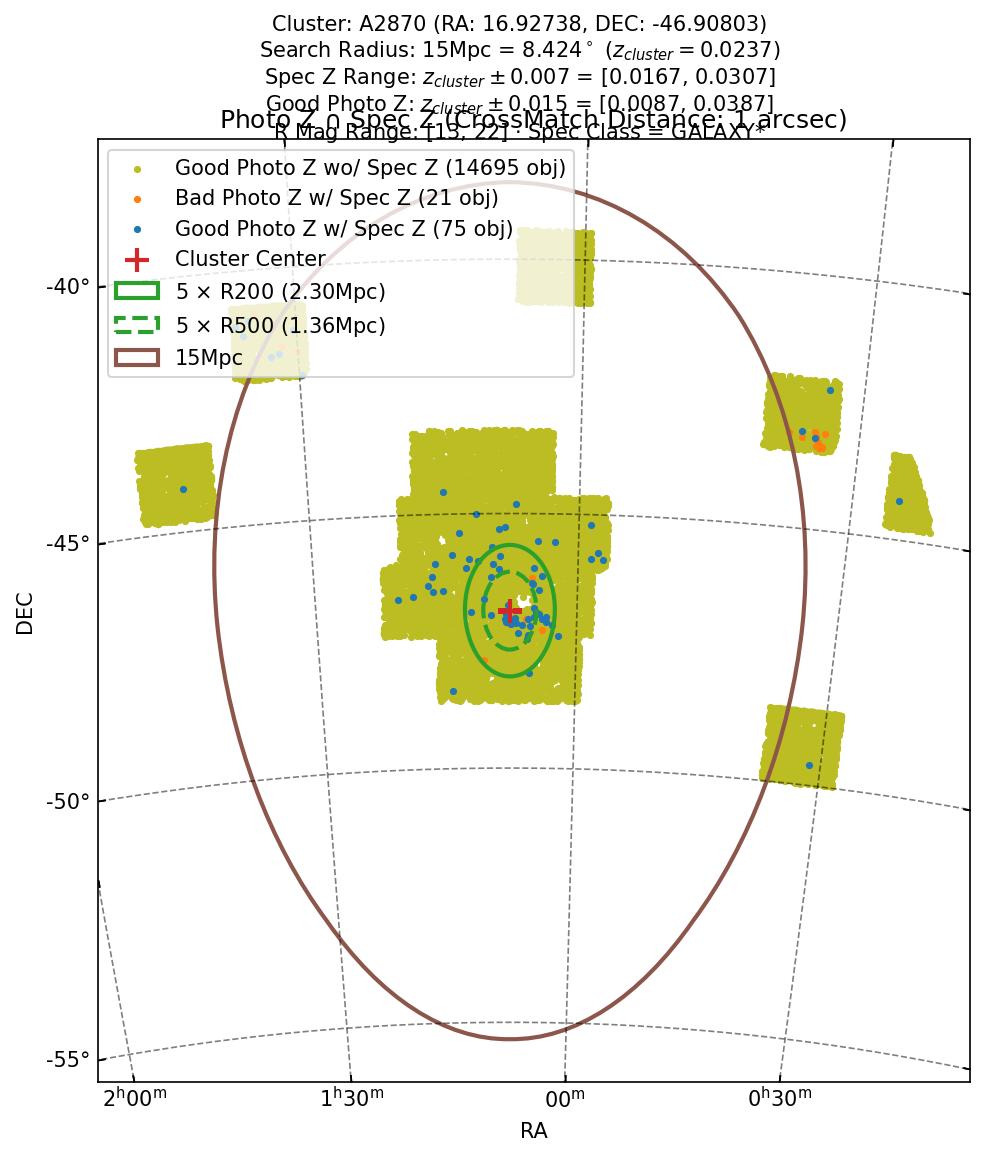 Cluster: A2870 (RA: 16.92738, DEC: -46.90803)
Search Radius: 15Mpc = 8.424° (z_cluster = 0.0237)
Spec Z Range: z_cluster ± 0.007 = [0.0167, 0.0307]
Good Photo Z: z_cluster ± 0.015 = [0.0087, 0.0387]
Photo Z ∩ Spec Z (CrossMatch Distance: 1 arcsec)
R Mag Range: [13, 22] Spec Class = GALAXY*
Good Photo Z wo/ Spec Z (14695 obj)
Bad Photo Z w/ Spec Z (21 obj)
Good Photo Z w/ Spec Z (75 obj)
Cluster Center
5 × R200 (2.30Mpc)
5 × R500 (1.36Mpc)
15Mpc
-40°
-45°
-50°
-55°
DEC
2h00m 1h30m 00m 0h30m
RA